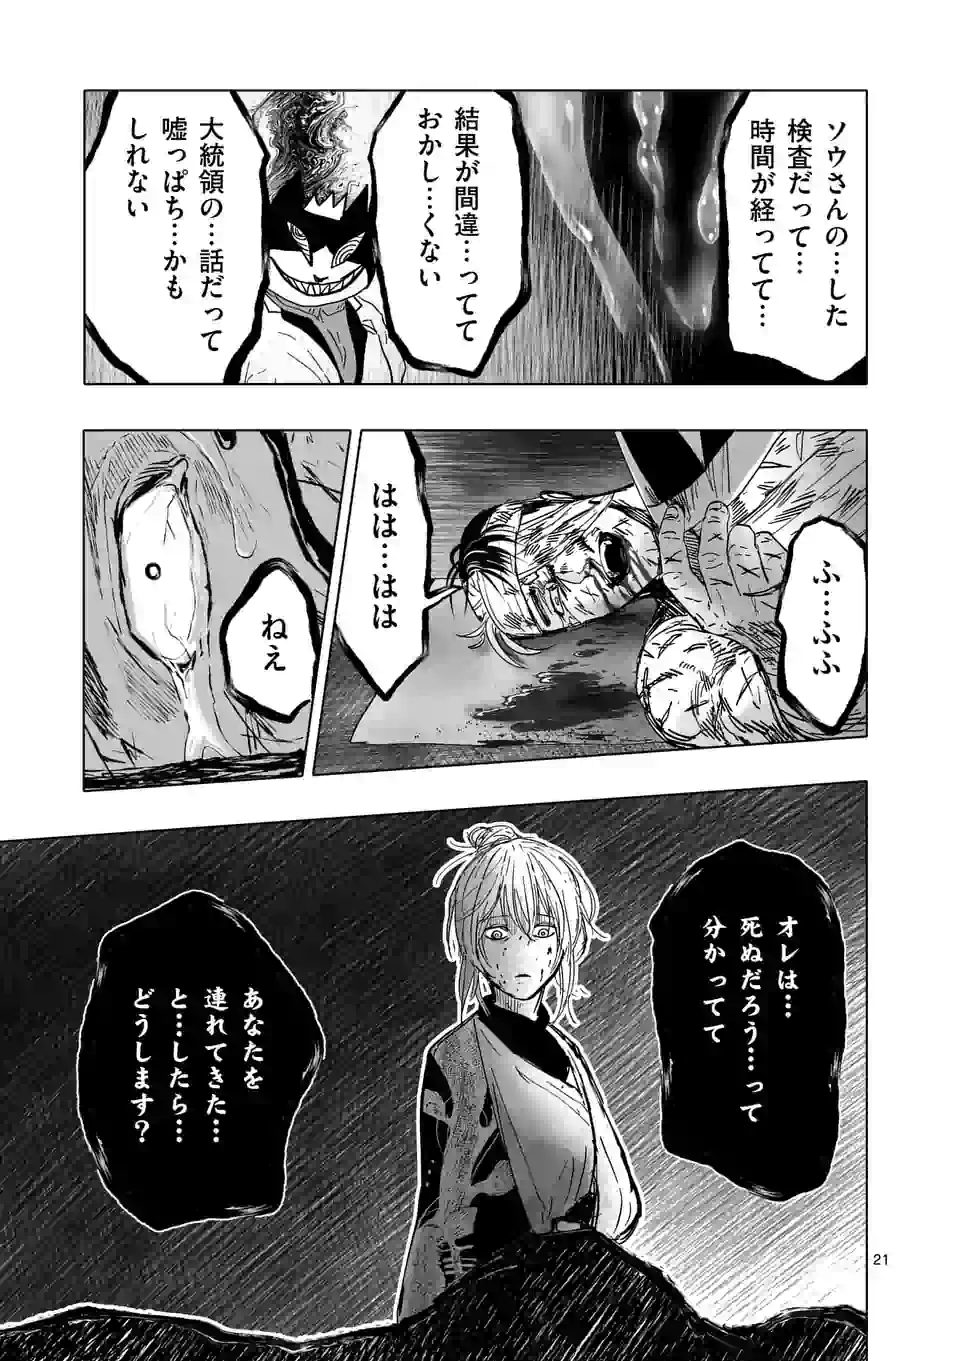 ソウさんの…した
検査だって…
時間が経ってて…
結果が間違…ってて
おかし…くない
大統領の…話だって
嘘っぱち…かも
しれない
ふ…ふふ
はは…はは
ねえ
オレは…
死ぬだろう…って
分かってて
あなたを
連れてきた…
と…したら…
どうします？
21